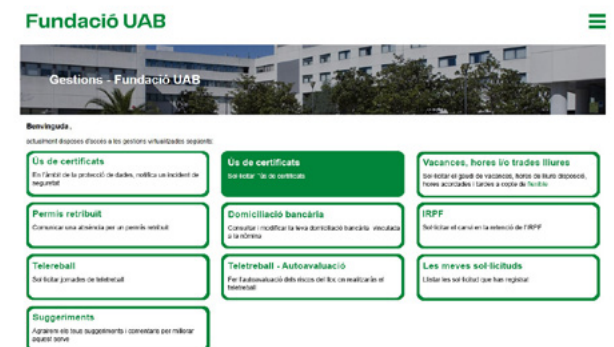 Fundació UAB
Gestions - Fundació UAB
Benvinguda,
actualment disposes d'accés a les gestions virtualitzades següents:
Ús de certificats
En l'àmbit de la protecció de dades, notifica un incident de
seguretat
Ús de certificats
Sol·licitar l'ús de certificats
Vacances, hores i/o trades lliures
Sol·licitar el gaudi de vacances, hores de lliure disposició,
hores acordades i tardes a compte de flexible
Permís retribuït
Comunicar una absència per un permís retribuït
Domiciliació bancària
Consultar i modificar la teva domiciliació bancària vinculada
a la nòmina
IRPF
Sol·licitar el canvi en la retenció de l'IRPF
Telereball
Sol·licitar jornades de teletreball
Teletreball - Autoavaluació
Fer l'autoavaluació dels riscos del lloc on realitzaràs el
teletreball
Les meves sol·licituds
Llistar les sol·licitud que has registrat
Suggeriments
Agraïrem els teus suggeriments i comentaris per millorar
aquest servei